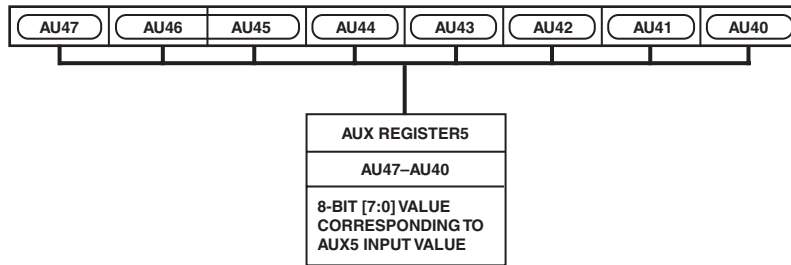 AU47 AU46 AU45 AU44 AU43 AU42 AU41 AU40
AUX REGISTER5
AU47–AU40
8-BIT [7:0] VALUE
CORRESPONDING TO
AUX5 INPUT VALUE